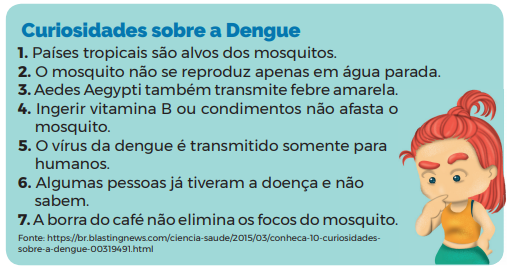 Curiosidades sobre a Dengue
1. Países tropicais são alvos dos mosquitos.
2. O mosquito não se reproduz apenas em água parada.
3. Aedes Aegypti também transmite febre amarela.
4. Ingerir vitamina B ou condimentos não afasta o
mosquito.
5. O vírus da dengue é transmitido somente para
humanos.
6. Algumas pessoas já tiveram a doença e não
sabem.
7. A borra do café não elimina os focos do mosquito.
Fonte: https://br.blastingnews.com/ciencia-saude/2015/03/conheca-10-curiosidades-
sobre-a-dengue-00319491.html